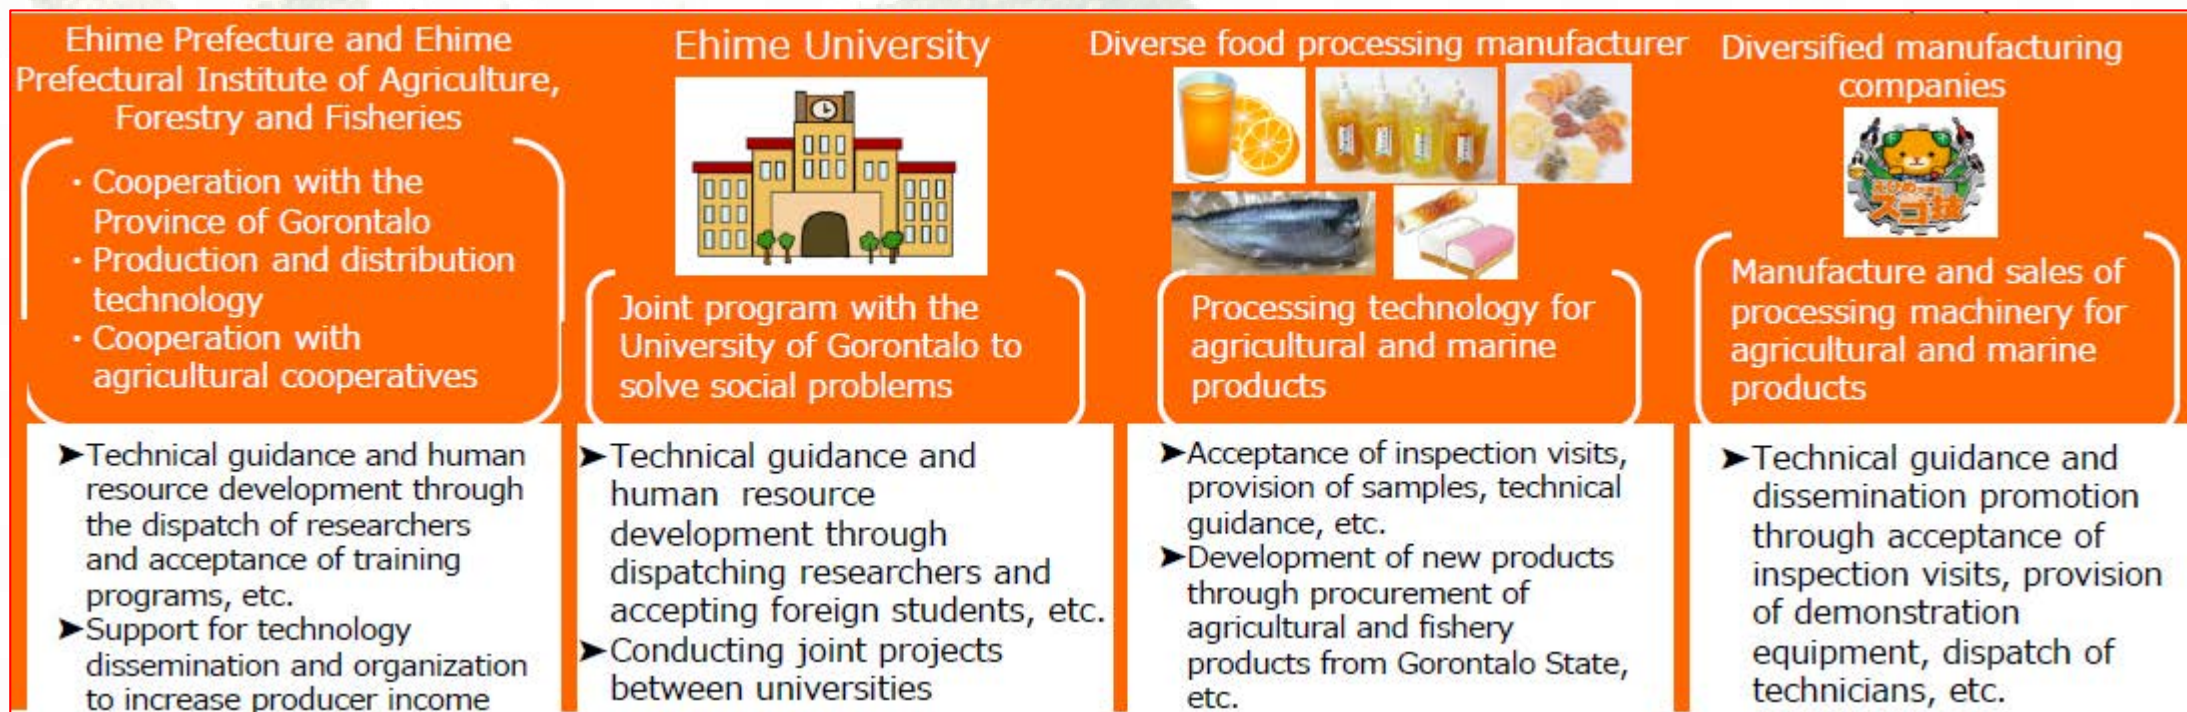 Ehime Prefecture and Ehime
Prefectural Institute of Agriculture,
Forestry and Fisheries
· Cooperation with the
Province of Gorontalo
· Production and distribution
technology
· Cooperation with
agricultural cooperatives
➤Technical guidance and human
resource development through
the dispatch of researchers
and acceptance of training
programs, etc.
➤Support for technology
dissemination and organization
to increase producer income
Ehime University
Joint program with the
University of Gorontalo to
solve social problems
➤Technical guidance and
human resource
development through
dispatching researchers and
accepting foreign students, etc.
➤Conducting joint projects
between universities
Diverse food processing manufacturer
Processing technology for
agricultural and marine
products
➤Acceptance of inspection visits,
provision of samples, technical
guidance, etc.
➤Development of new products
through procurement of
agricultural and fishery
products from Gorontalo State,
etc.
Diversified manufacturing
companies
スゴ技
Manufacture and sales of
processing machinery for
agricultural and marine
products
➤Technical guidance and
dissemination promotion
through acceptance of
inspection visits, provision
of demonstration
equipment, dispatch of
technicians, etc.